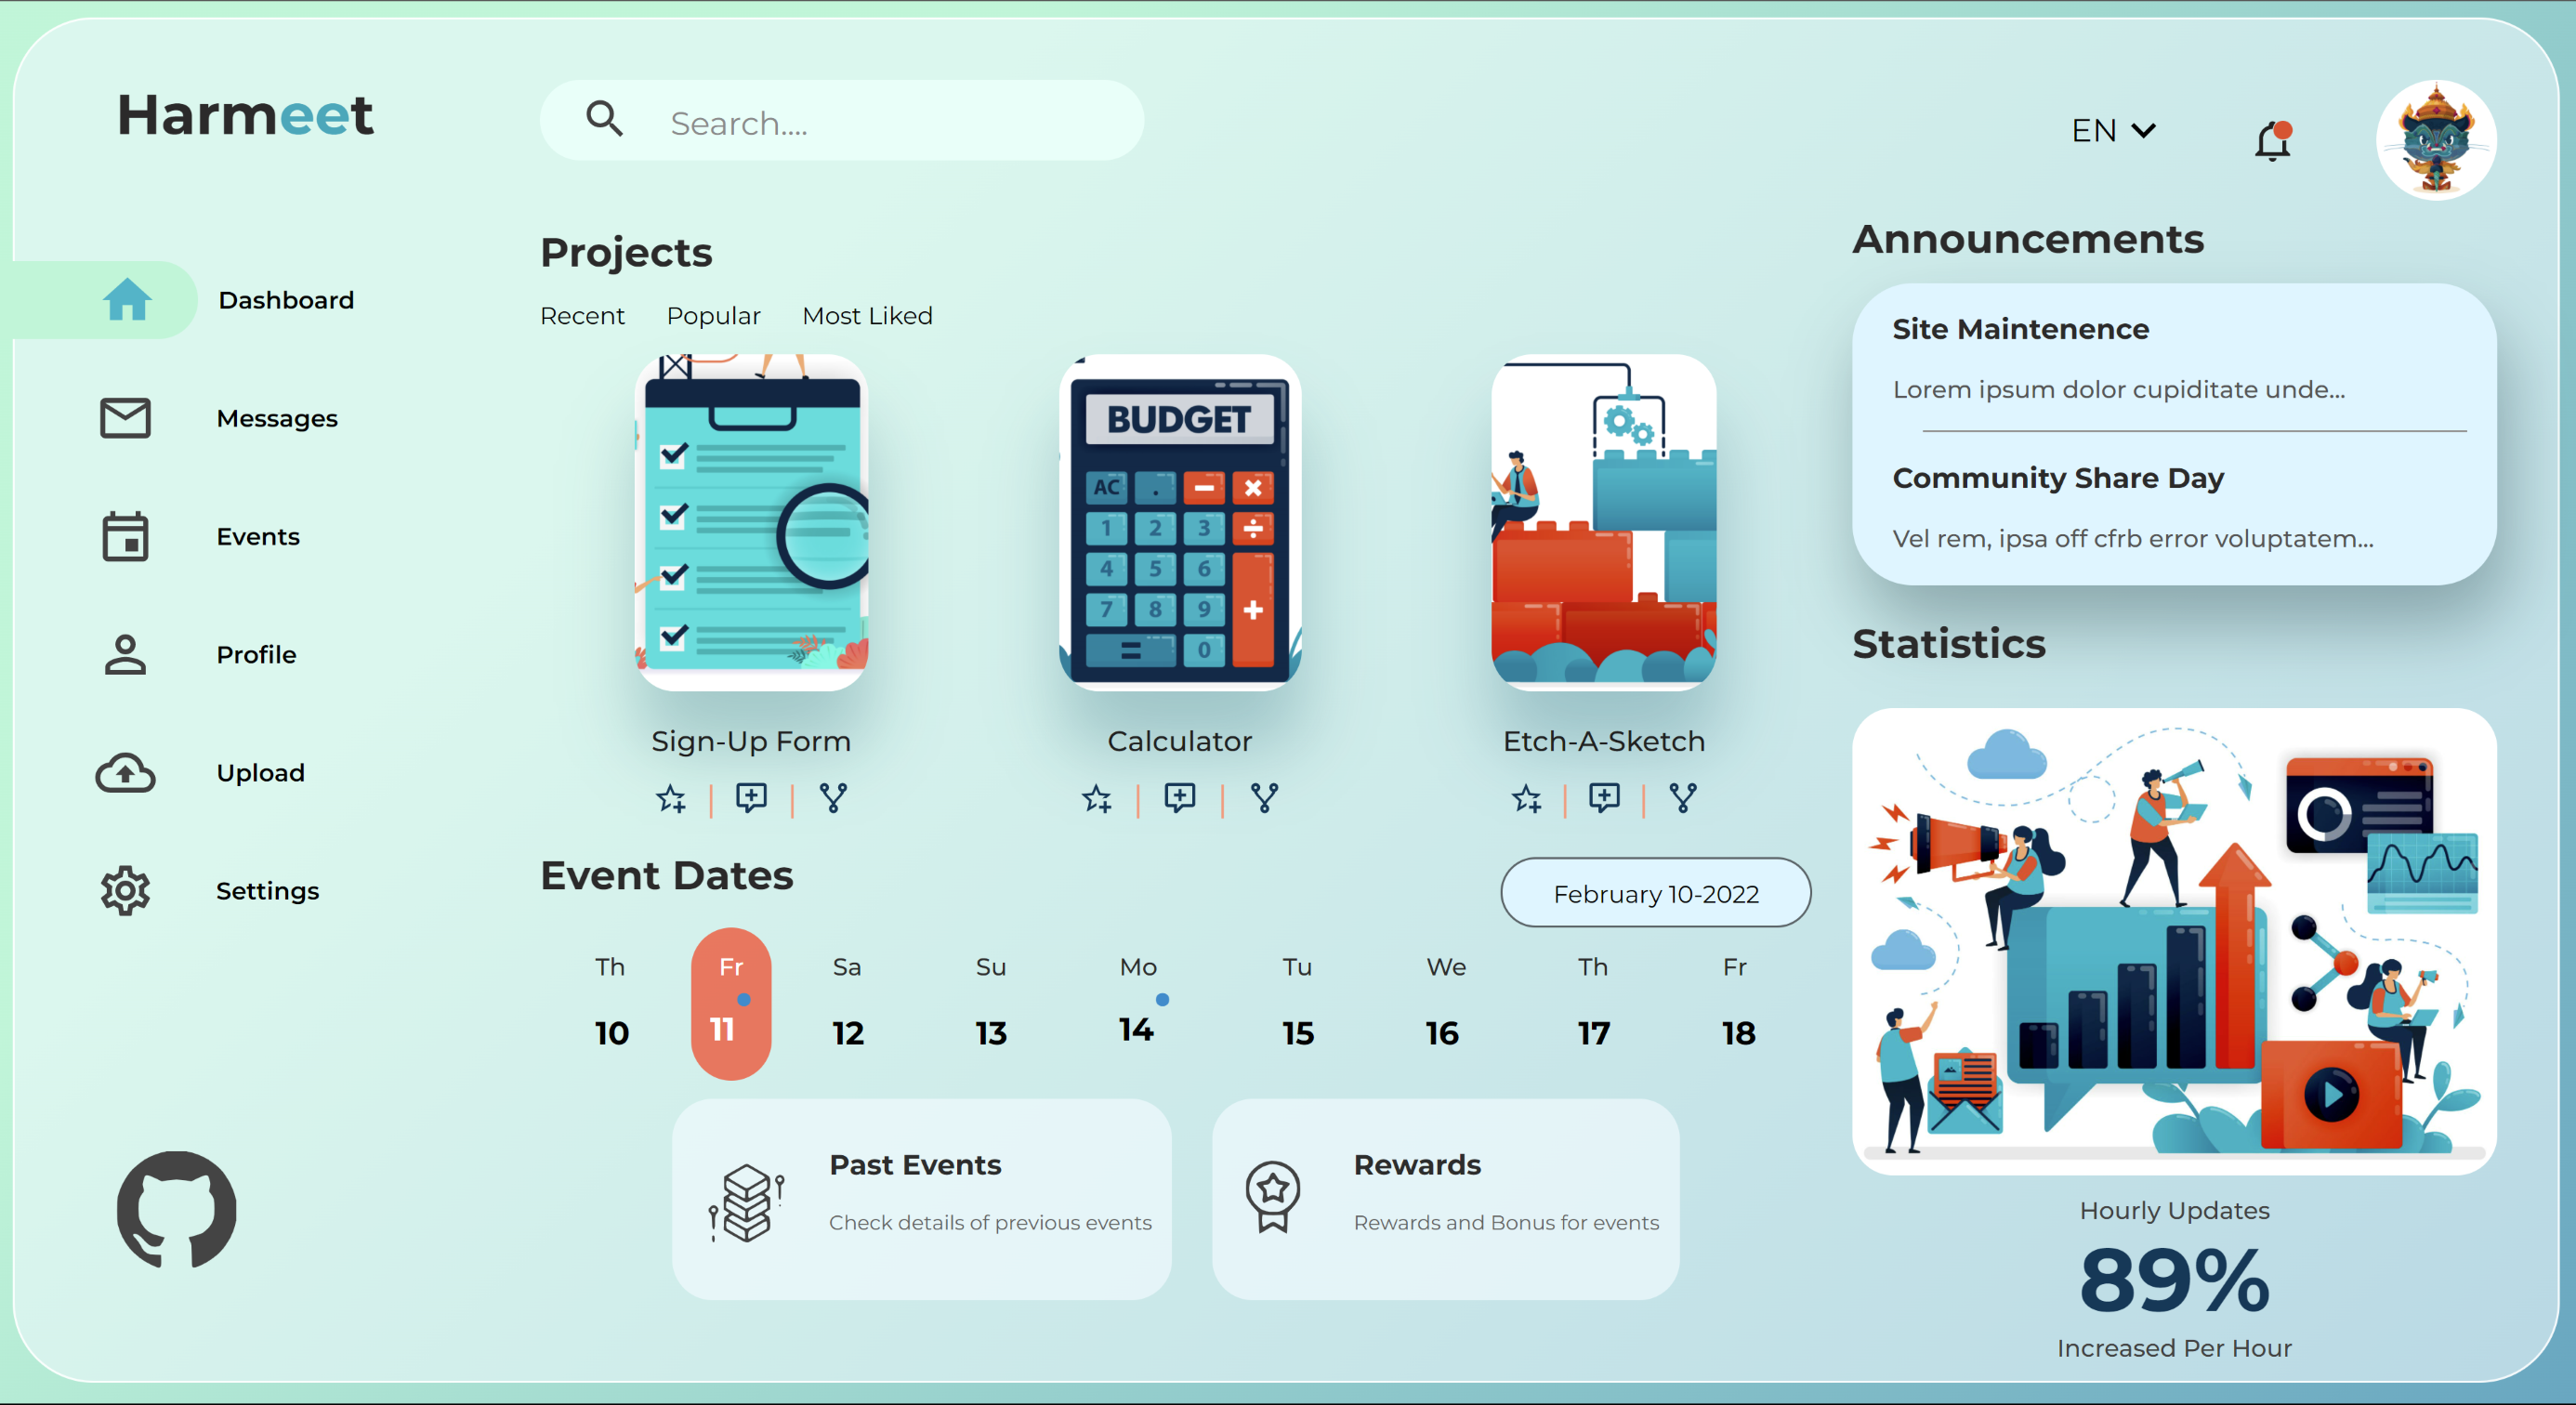 Harmeet
Search....
EN
Dashboard
Messages
Events
Profile
Upload
Settings
Projects
Recent Popular Most Liked
BUDGET
AC . − ×
1 2 3 ÷
4 5 6
7 8 9 +
= 0
Sign-Up Form
Calculator
Etch-A-Sketch
Event Dates
February 10-2022
Th Fr Sa Su Mo Tu We Th Fr
10 11 12 13 14 15 16 17 18
Past Events
Check details of previous events
Rewards
Rewards and Bonus for events
Announcements
Site Maintenence
Lorem ipsum dolor cupiditate unde...
Community Share Day
Vel rem, ipsa off cfrb error voluptatem...
Statistics
Hourly Updates
89%
Increased Per Hour